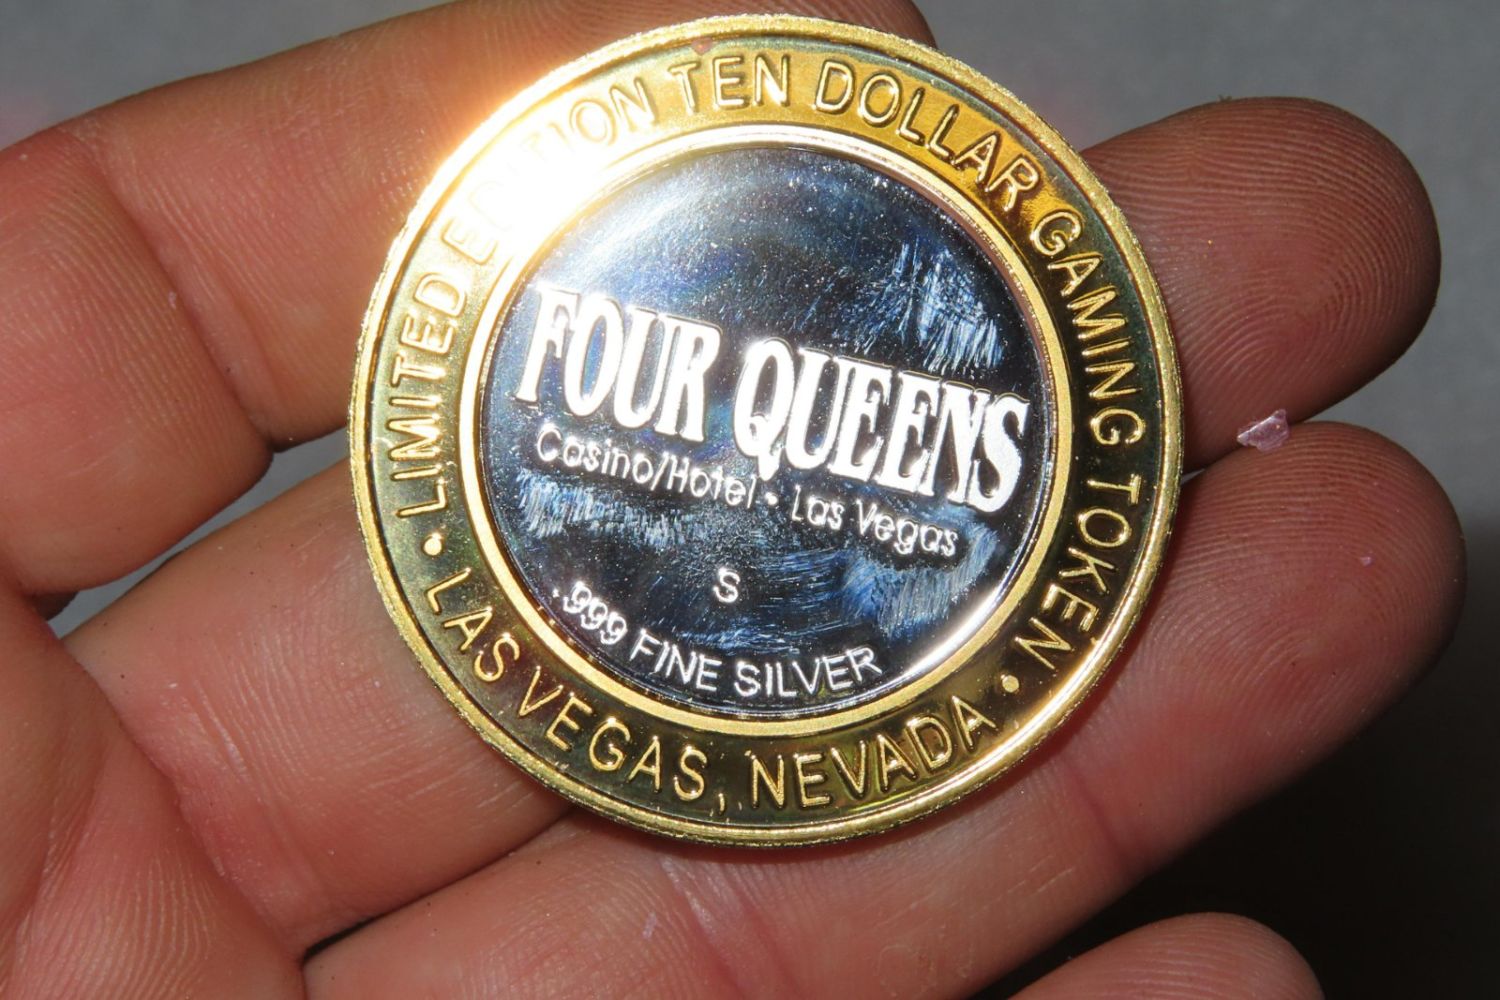 • LIMITED EDITION TEN DOLLAR GAMING TOKEN •
FOUR QUEENS
Casino/Hotel • Las Vegas
S
.999 FINE SILVER
LAS VEGAS, NEVADA